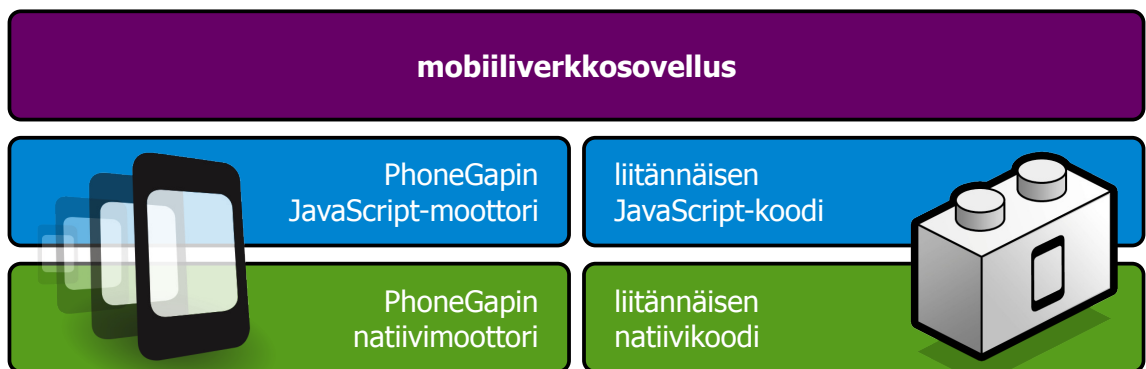 mobiiliverkkosovellus
PhoneGapin
JavaScript-moottori
liitännäisen
JavaScript-koodi
PhoneGapin
natiivimoottori
liitännäisen
natiivikoodi